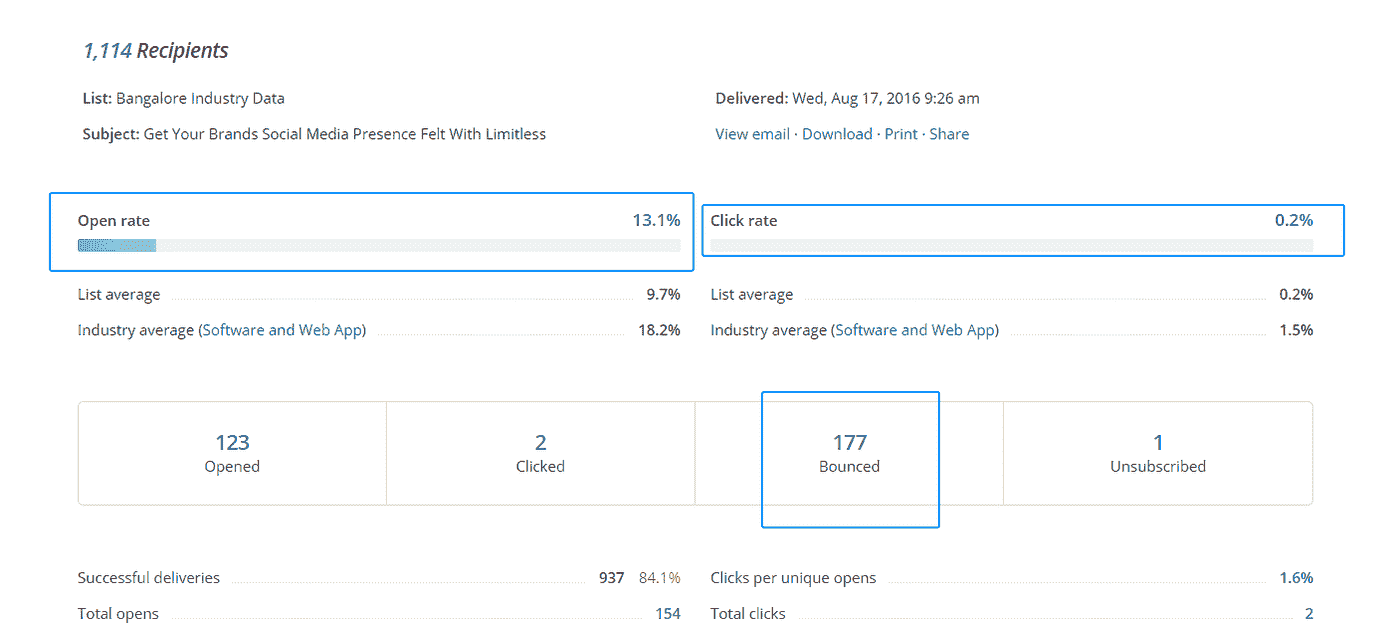 1,114 Recipients
List: Bangalore Industry Data
Delivered: Wed, Aug 17, 2016 9:26 am
Subject: Get Your Brands Social Media Presence Felt With Limitless
View email · Download · Print · Share
Open rate 13.1%
Click rate 0.2%
List average 9.7%
List average 0.2%
Industry average (Software and Web App) 18.2%
Industry average (Software and Web App) 1.5%
123
Opened
2
Clicked
177
Bounced
1
Unsubscribed
Successful deliveries 937 84.1%
Clicks per unique opens 1.6%
Total opens 154
Total clicks 2